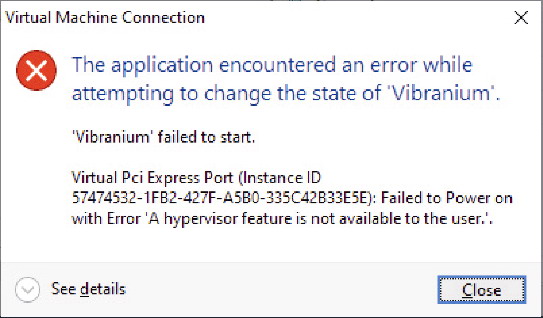 Virtual Machine Connection
The application encountered an error while
attempting to change the state of 'Vibranium'.
'Vibranium' failed to start.
Virtual Pci Express Port (Instance ID
57474532-1FB2-427F-A5B0-335C42B33E5E): Failed to Power on
with Error 'A hypervisor feature is not available to the user.'.
See details
Close